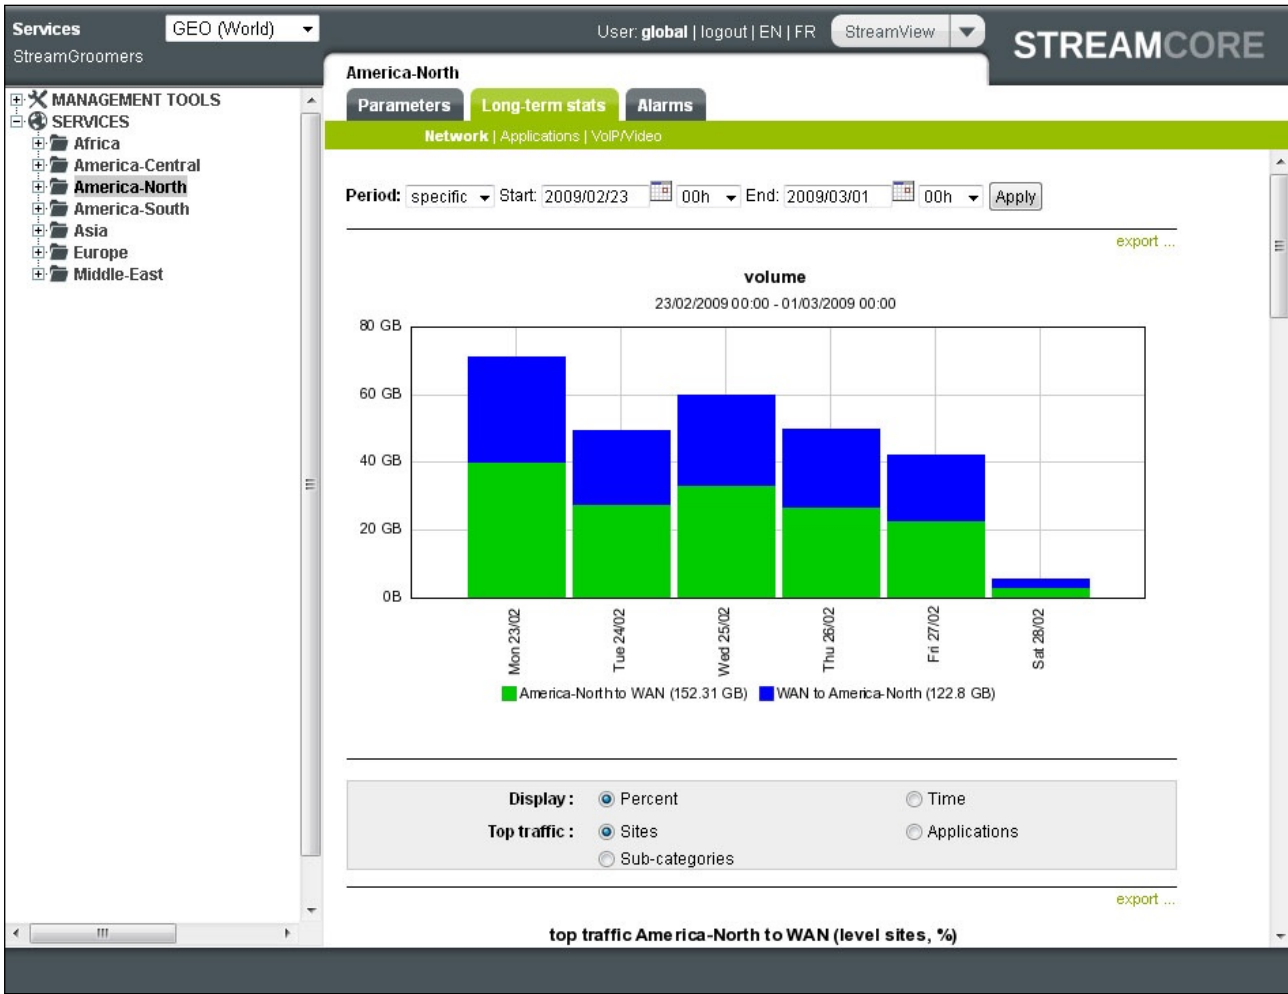 Services GEO (World)
StreamGroomers
User: global | logout | EN | FR StreamView
STREAMCORE
MANAGEMENT TOOLS
SERVICES
Africa
America-Central
America-North
America-South
Asia
Europe
Middle-East
America-North
Parameters Long-term stats Alarms
Network | Applications | VoIP/Video
Period: specific Start: 2009/02/23 00h End: 2009/03/01 00h Apply
export ...
volume
23/02/2009 00:00 - 01/03/2009 00:00
80 GB
60 GB
40 GB
20 GB
0B
Mon 23/02
Tue 24/02
Wed 25/02
Thu 26/02
Fri 27/02
Sat 28/02
America-North to WAN (152.31 GB) WAN to America-North (122.8 GB)
Display : Percent Time
Top traffic : Sites Applications
Sub-categories
export ...
top traffic America-North to WAN (level sites, %)